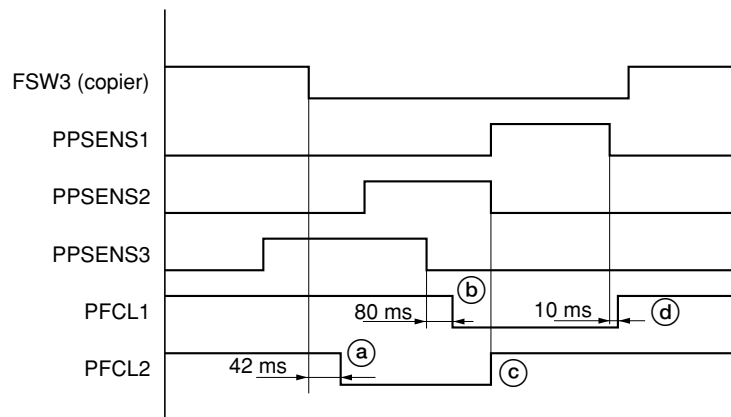 FSW3 (copier)
PPSENS1
PPSENS2
PPSENS3
b
PFCL1
80 ms
10 ms
d
a
PFCL2
42 ms
c